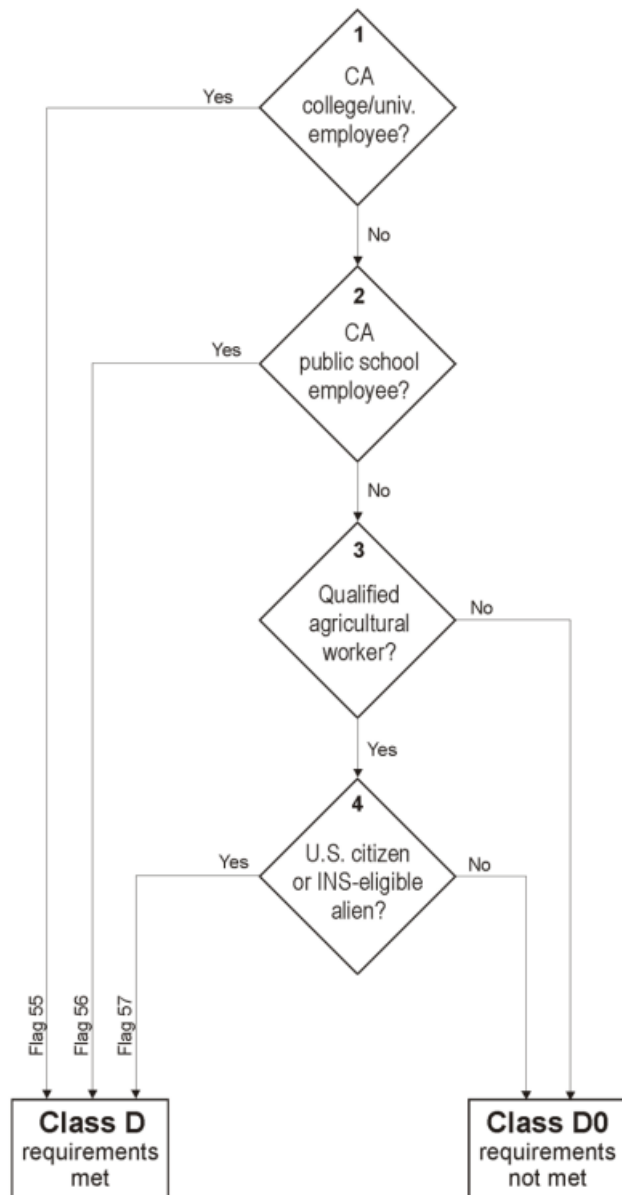 1
CA
college/univ.
employee?
Yes
No
2
CA
public school
employee?
Yes
No
3
Qualified
agricultural
worker?
No
Yes
4
U.S. citizen
or INS-eligible
alien?
Yes
No
Flag 55
Flag 56
Flag 57
Class D
requirements
met
Class D0
requirements
not met